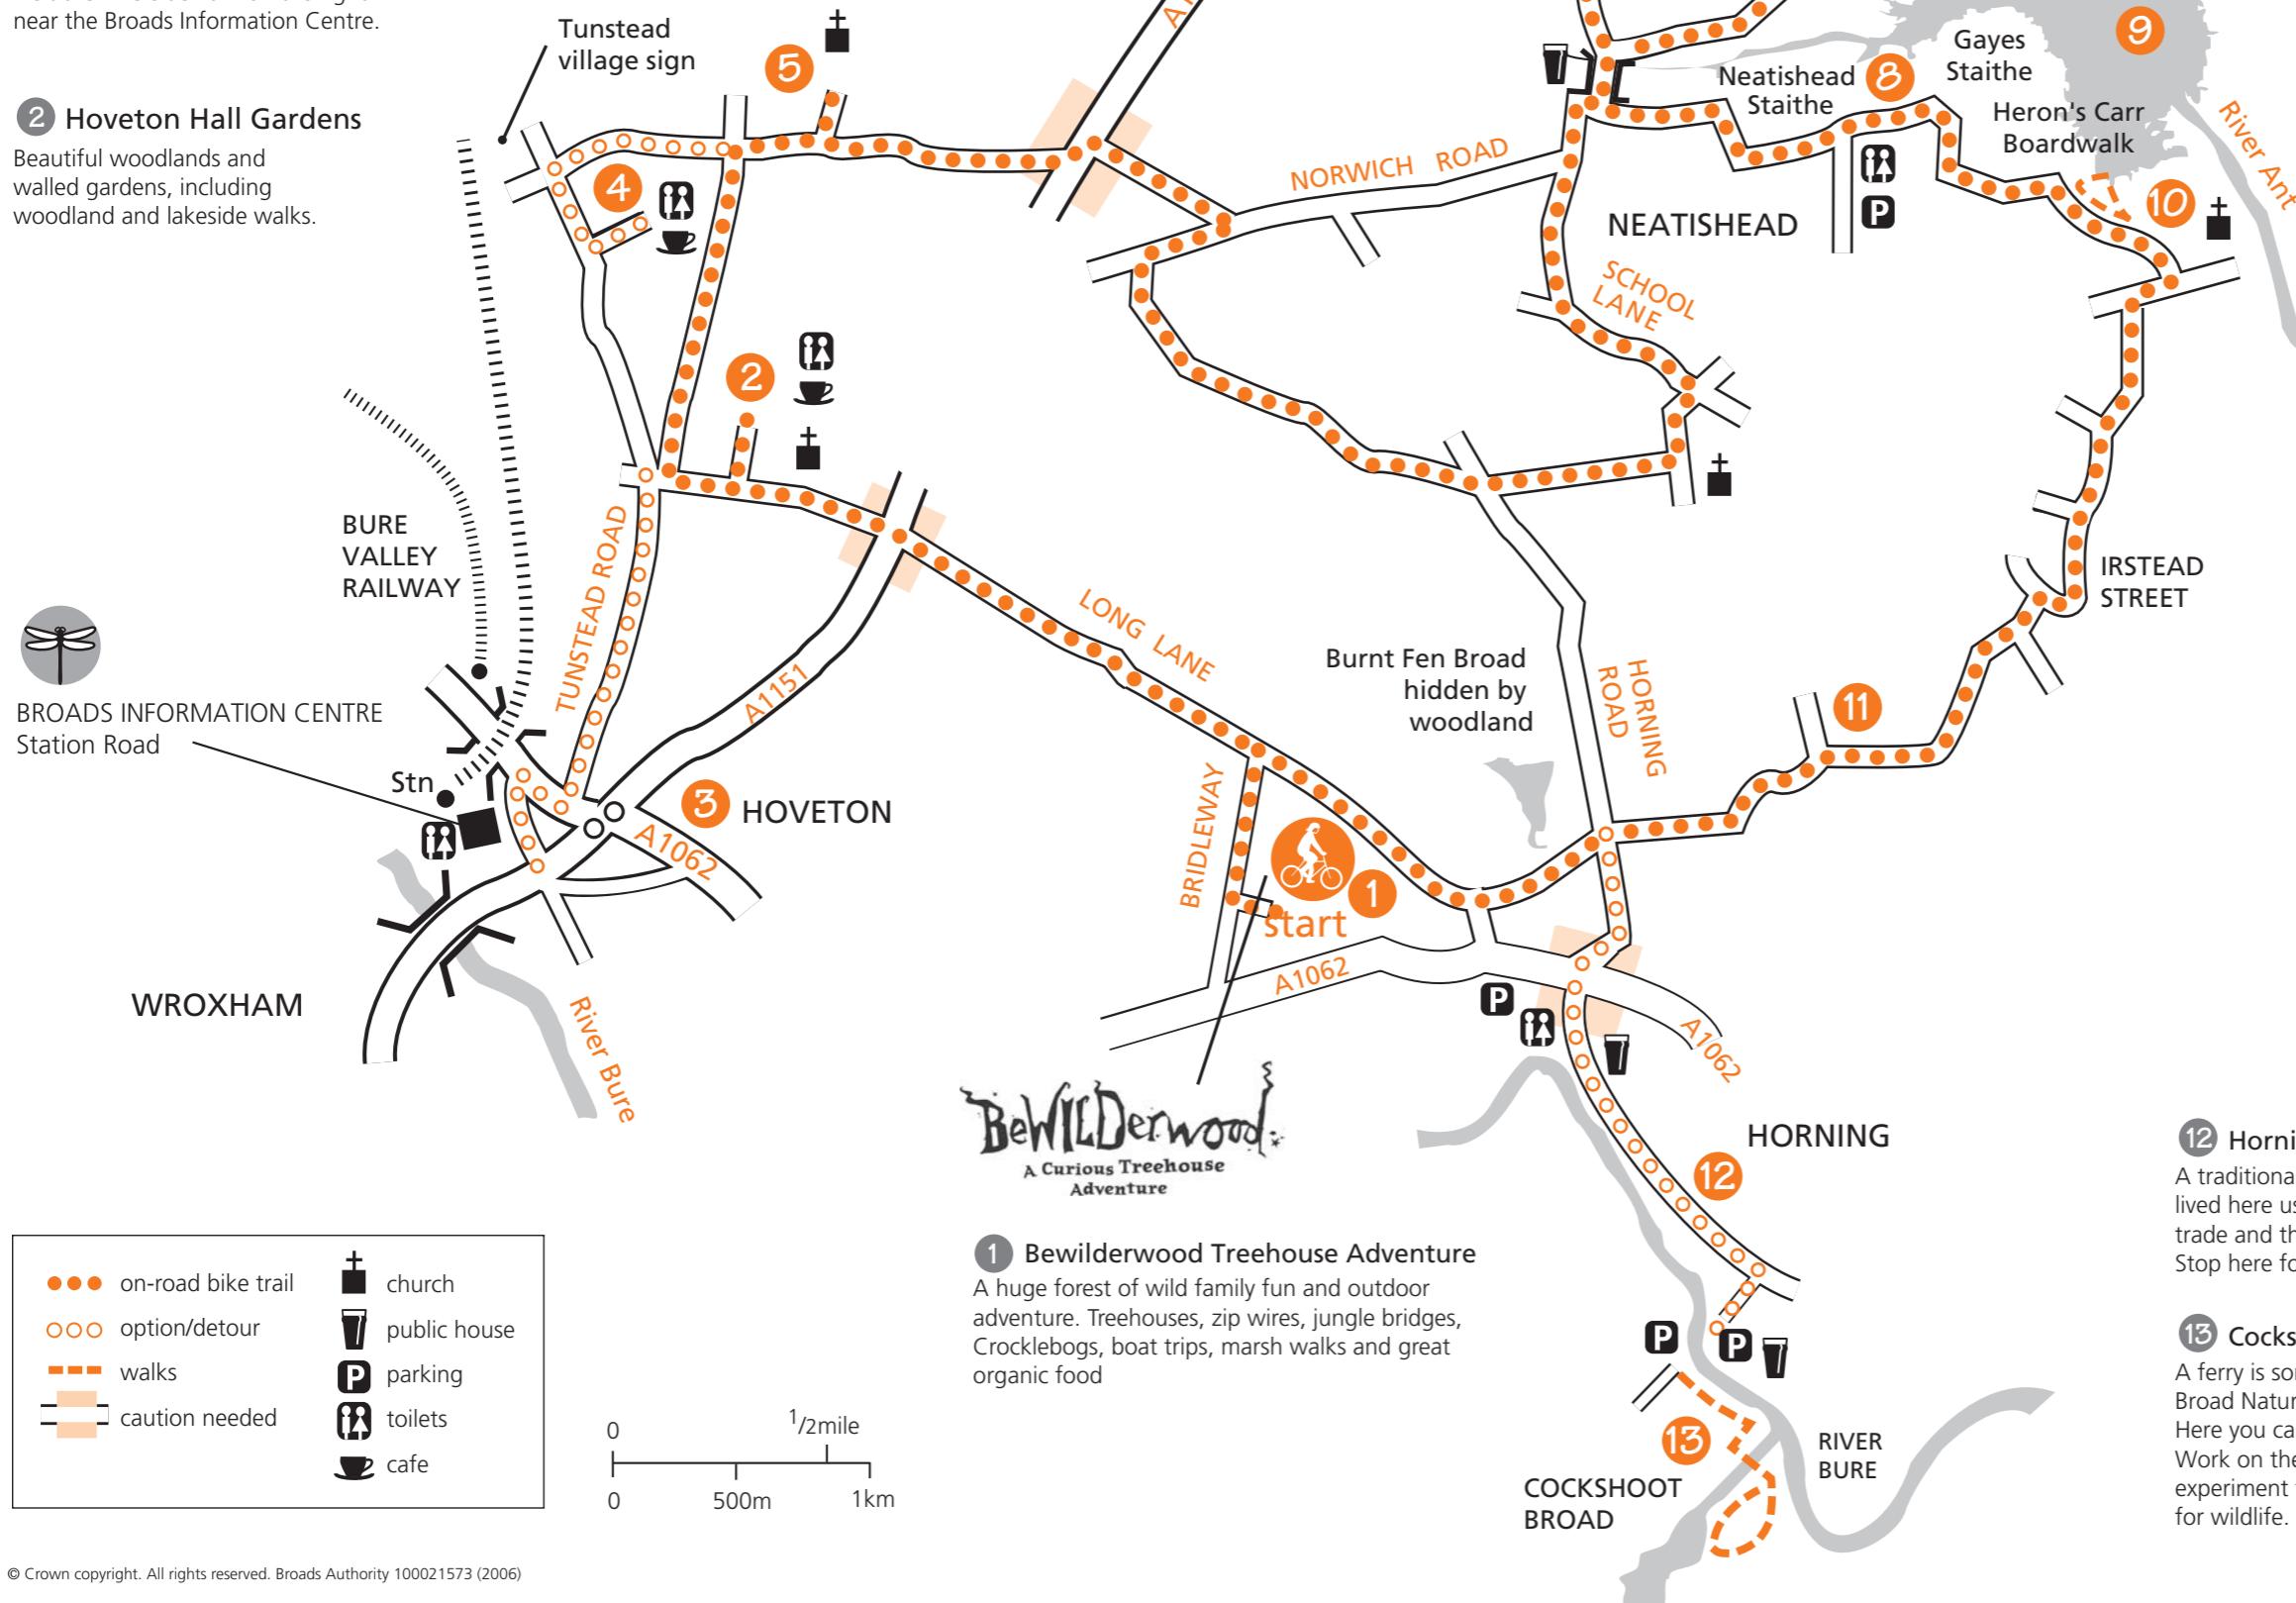 near the Broads Information Centre.
2 Hoveton Hall Gardens
Beautiful woodlands and
walled gardens, including
woodland and lakeside walks.
Tunstead
village sign
5
4
2
NORWICH ROAD
Neatishead
Staithe
8
Gayes
Staithe
9
Heron's Carr
Boardwalk
River Ant
10
P
NEATISHEAD
SCHOOL
LANE
BURE
VALLEY
RAILWAY
TUNSTEAD ROAD
LONG LANE
A1151
IRSTEAD
STREET
BROADS INFORMATION CENTRE
Station Road
Stn
3 HOVETON
A1062
Burnt Fen Broad
hidden by
woodland
HORNING
ROAD
11
BRIDLEWAY
1
start
A1062
P
A1062
WROXHAM
River Bure
BeWILDerwood
A Curious Treehouse
Adventure
HORNING
12
1 Bewilderwood Treehouse Adventure
A huge forest of wild family fun and outdoor
adventure. Treehouses, zip wires, jungle bridges,
Crocklebogs, boat trips, marsh walks and great
organic food
P
P
13
COCKSHOOT
BROAD
RIVER
BURE
12 Horni
A traditiona
lived here us
trade and th
Stop here fo
13 Cocks
A ferry is so
Broad Natur
Here you ca
Work on the
experiment
for wildlife.
on-road bike trail
option/detour
walks
caution needed
church
public house
P parking
toilets
cafe
0 1/2mile
0 500m 1km
© Crown copyright. All rights reserved. Broads Authority 100021573 (2006)